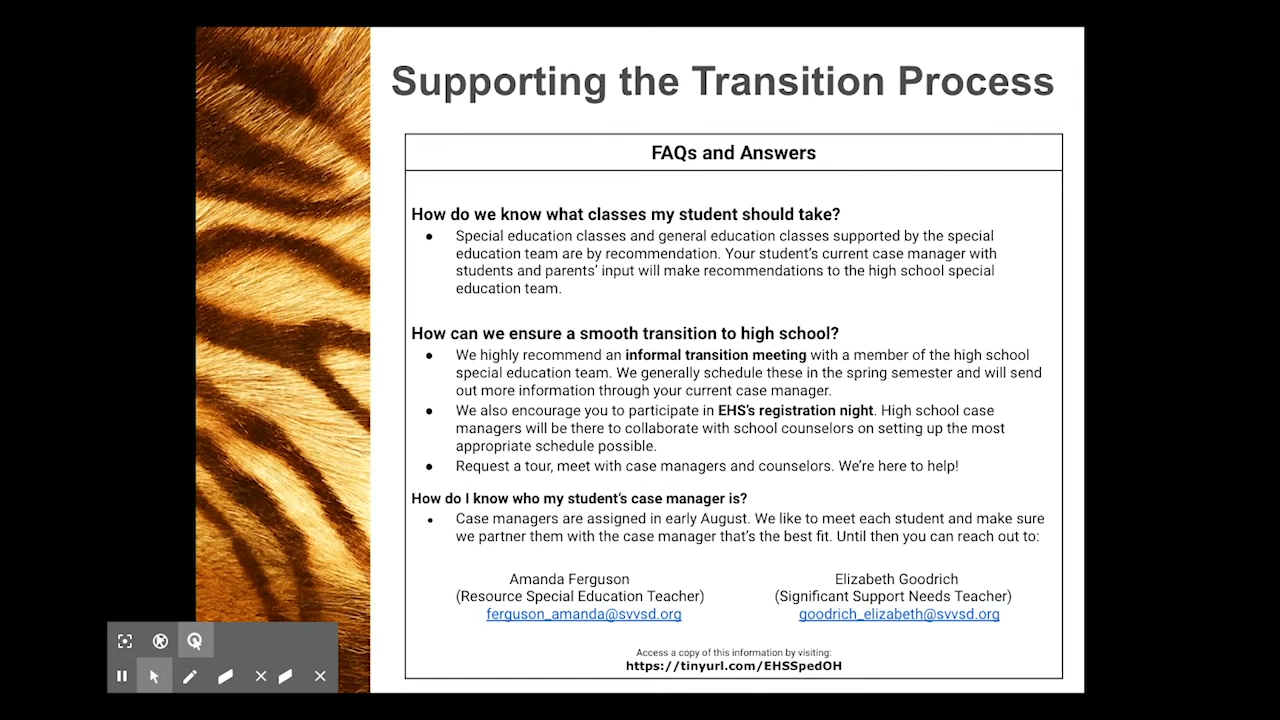 Supporting the Transition Process
FAQs and Answers
How do we know what classes my student should take?
● Special education classes and general education classes supported by the special
education team are by recommendation. Your student’s current case manager with
students and parents’ input will make recommendations to the high school special
education team.
How can we ensure a smooth transition to high school?
● We highly recommend an informal transition meeting with a member of the high school
special education team. We generally schedule these in the spring semester and will send
out more information through your current case manager.
● We also encourage you to participate in EHS’s registration night. High school case
managers will be there to collaborate with school counselors on setting up the most
appropriate schedule possible.
● Request a tour, meet with case managers and counselors. We’re here to help!
How do I know who my student’s case manager is?
● Case managers are assigned in early August. We like to meet each student and make sure
we partner them with the case manager that’s the best fit. Until then you can reach out to:
Amanda Ferguson
(Resource Special Education Teacher)
ferguson_amanda@svvsd.org
Elizabeth Goodrich
(Significant Support Needs Teacher)
goodrich_elizabeth@svvsd.org
Access a copy of this information by visiting:
https://tinyurl.com/EHSSpedOH